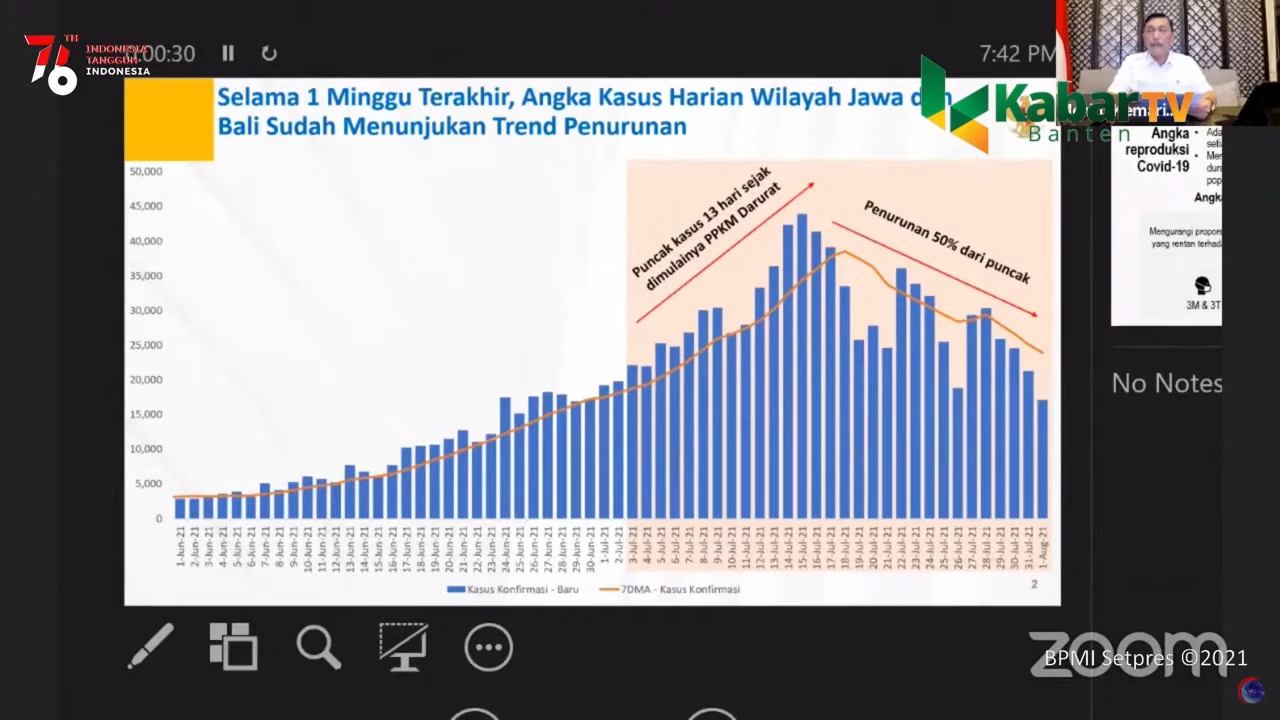 76TH
INDONESIA
TANGGUH
INDONESIA
0:00:30
7:42 PM
Kabar TV
Banten
Selama 1 Minggu Terakhir, Angka Kasus Harian Wilayah Jawa
Bali Sudah Menunjukan Trend Penurunan
Angka
reproduksi
Covid-19
Angka
Mengurangi
yang rentan
3M & 3T
No Notes
50,000
45,000
40,000
35,000
30,000
25,000
20,000
15,000
10,000
5,000
0
Puncak kasus 13 hari sejak
dimulainya PPKM Darurat
Penurunan 50% dari puncak
1-Jun-21
2-Jun-21
3-Jun-21
4-Jun-21
5-Jun-21
6-Jun-21
7-Jun-21
8-Jun-21
9-Jun-21
10-Jun-21
11-Jun-21
12-Jun-21
13-Jun-21
14-Jun-21
15-Jun-21
16-Jun-21
17-Jun-21
18-Jun-21
19-Jun-21
20-Jun-21
21-Jun-21
22-Jun-21
23-Jun-21
24-Jun-21
25-Jun-21
26-Jun-21
27-Jun-21
28-Jun-21
29-Jun-21
30-Jun-21
1-Jul-21
2-Jul-21
3-Jul-21
4-Jul-21
5-Jul-21
6-Jul-21
7-Jul-21
8-Jul-21
9-Jul-21
10-Jul-21
11-Jul-21
12-Jul-21
13-Jul-21
14-Jul-21
15-Jul-21
16-Jul-21
17-Jul-21
18-Jul-21
19-Jul-21
20-Jul-21
21-Jul-21
22-Jul-21
23-Jul-21
24-Jul-21
25-Jul-21
26-Jul-21
27-Jul-21
28-Jul-21
29-Jul-21
30-Jul-21
31-Jul-21
1-Aug-21
Kasus Konfirmasi - Baru
7DMA - Kasus Konfirmasi
2
zoom
BPMI Setpres ©2021